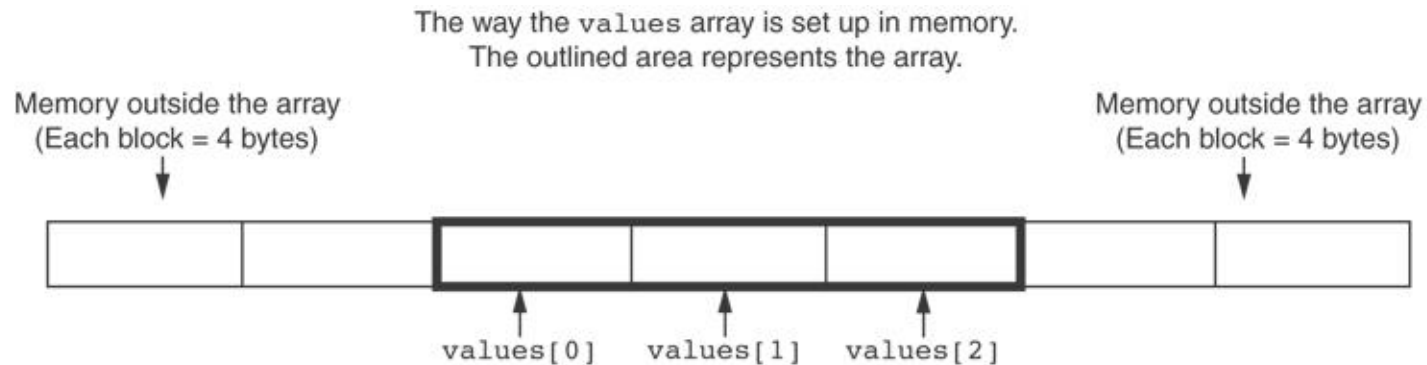 The way the values array is set up in memory.
The outlined area represents the array.
Memory outside the array
(Each block = 4 bytes)
Memory outside the array
(Each block = 4 bytes)
values[0]
values[1]
values[2]